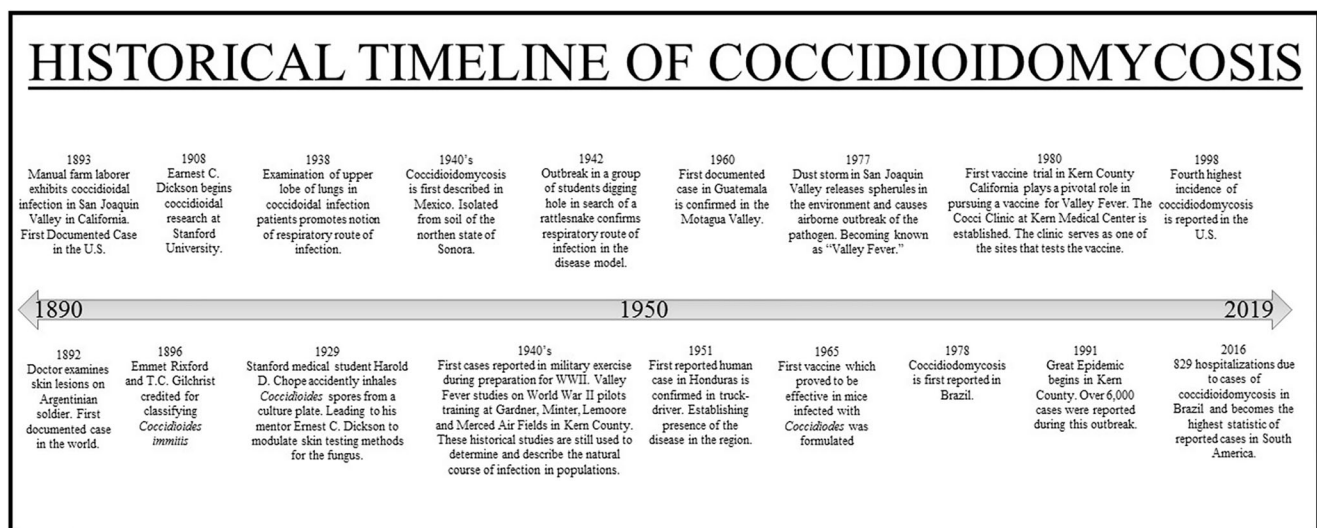 HISTORICAL TIMELINE OF COCCIDIOIDOMYCOSIS
1893
Manual farm laborer
exhibits coccidioidal
infection in San Joaquin
Valley in California.
First Documented Case
in the U.S.
1908
Earnest C.
Dickson begins
coccidioidal
research at
Stanford
University.
1938
Examination of upper
lobe of lungs in
coccidoidal infection
patients promotes notion
of respiratory route of
infection.
1940's
Coccidioidomycosis
is first described in
Mexico. Isolated
from soil of the
northen state of
Sonora.
1942
Outbreak in a group
of students digging
hole in search of a
rattlesnake confirms
respiratory route of
infection in the
disease model.
1960
First documented
case in Guatemala
is confirmed in the
Motagua Valley.
1977
Dust storm in San Joaquin
Valley releases spherules in
the environment and causes
airborne outbreak of the
pathogen. Becoming known
as “Valley Fever.”
1980
First vaccine trial in Kern County
California plays a pivotal role in
pursuing a vaccine for Valley Fever. The
Cocci Clinic at Kern Medical Center is
established. The clinic serves as one of
the sites that tests the vaccine.
1998
Fourth highest
incidence of
coccidiodomycosis
is reported in the
U.S.
1890
1950
2019
1892
Doctor examines
skin lesions on
Argentinian
soldier. First
documented case
in the world.
1896
Emmet Rixford
and T.C. Gilchrist
credited for
classifying
Coccidioides
immitis
1929
Stanford medical student Harold
D. Chope accidently inhales
Coccidioides spores from a
culture plate. Leading to his
mentor Ernest C. Dickson to
modulate skin testing methods
for the fungus.
1940's
First cases reported in military exercise
during preparation for WWII. Valley
Fever studies on World War II pilots
training at Gardner, Minter, Lemoore
and Merced Air Fields in Kern County.
These historical studies are still used to
determine and describe the natural
course of infection in populations.
1951
First reported human
case in Honduras is
confirmed in truck-
driver. Establishing
presence of the
disease in the region.
1965
First vaccine which
proved to be
effective in mice
infected with
Coccidiodes was
formulated
1978
Coccididodomycosis
is first reported in
Brazil.
1991
Great Epidemic
begins in Kern
County. Over 6,000
cases were reported
during this outbreak.
2016
829 hospitalizations due
to cases of
coccidioidomycosis in
Brazil and becomes the
highest statistic of
reported cases in South
America.